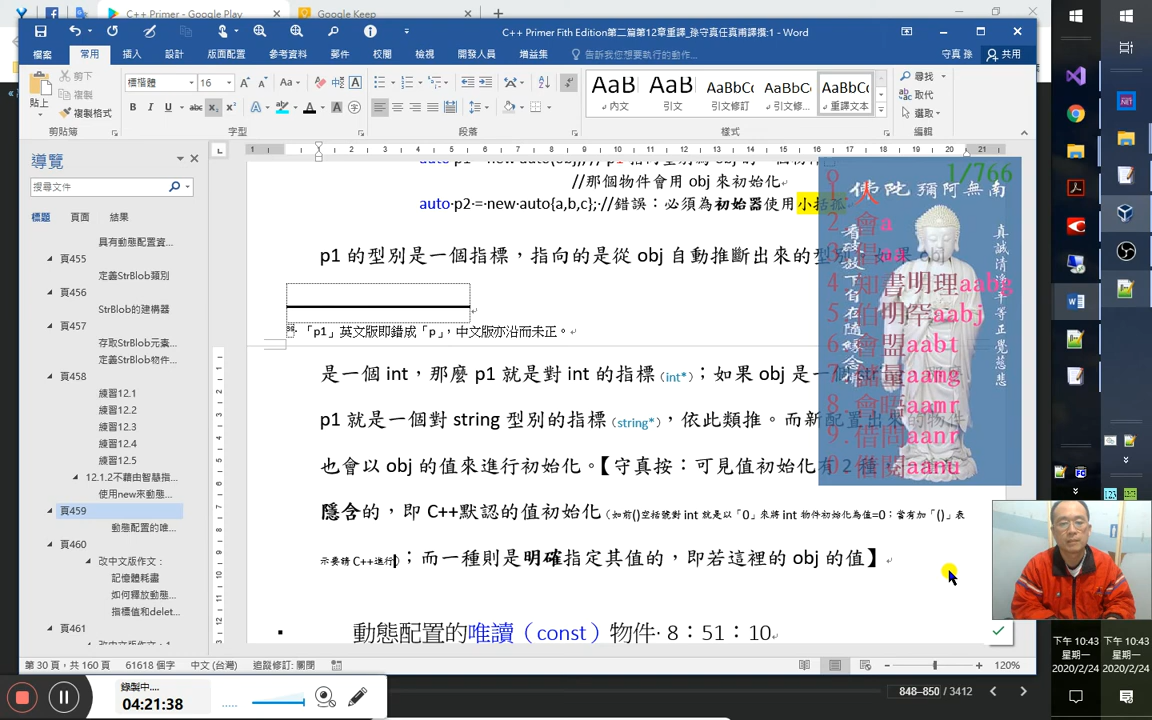 C++ Primer - Google Play
Google Keep
C++ Primer Fith Edition第二篇第12章重譯_孫守真任真甫譯撰:1 - Word
檔案 常用 插入 設計 版面配置 參考資料 郵件 校閱 檢視 開發人員 增益集 告訴我您想要執行的動作... 守真 孫 共用
貼上 剪下
複製
複製格式
剪貼簿
16
字型
段落
AaB AaB AaBbCc AaBbCc AaBbCc
內文 引文 引文修訂 引文修... 重譯文本
樣式
尋找
取代
選取
編輯
導覽
搜尋文件
標題 頁面 結果
具有動態配置資...
頁455
定義StrBlob類別
頁456
StrBlob的建構器
頁457
存取StrBlob元素...
定義StrBlob物件...
頁458
練習12.1
練習12.2
練習12.3
練習12.4
練習12.5
12.1.2不藉由智慧指...
使用new來動態...
頁459
動態配置的唯...
頁460
改中文版作文：
記憶體耗盡
如何釋放動態...
指標值和delet...
頁461
//那個物件會用 obj 來初始化
auto p2 = new auto{a,b,c}; //錯誤：必須為初始器使用小括弧
p1 的型別是一個指標，指向的是從 obj 自動推斷出來的型別。如果
「p1」英文版即錯成「p」，中文版亦沿而未正。
是一個 int，那麼 p1 就是對 int 的指標（int*）；如果 obj 是一個 str
p1 就是一個對 string 型別的指標（string*），依此類推。而新配置出來的物件
也會以 obj 的值來進行初始化。【守真按：可見值初始化有 2 種
隱含的，即 C++默認的值初始化（如前()空括號對 int 就是以「0」來將 int 物件初始化為值=0；當有加「()」表
示要請 C++進行）；而一種則是明確指定其值的，即若這裡的 obj 的值】
動態配置的唯讀（const）物件 8：51：10
1/766
南無阿彌陀佛
真誠清淨平等正覺慈悲
看破放下自在隨緣念佛
1. 人
2. 會a
4. 知書明理aabg
5. 伯明罕aabj
6. 會盟aabt
7. 儲量aamg
8. 會晤aamr
9. 借問aanr
0. aanu
第 30 頁，共 160 頁 61618 個字 中文 (台灣) 追蹤修訂: 關閉 120%
錄製中....
04:21:38
848–850 / 3412
下午 10:43
星期一
2020/2/24
下午 10:43
星期一
2020/2/24